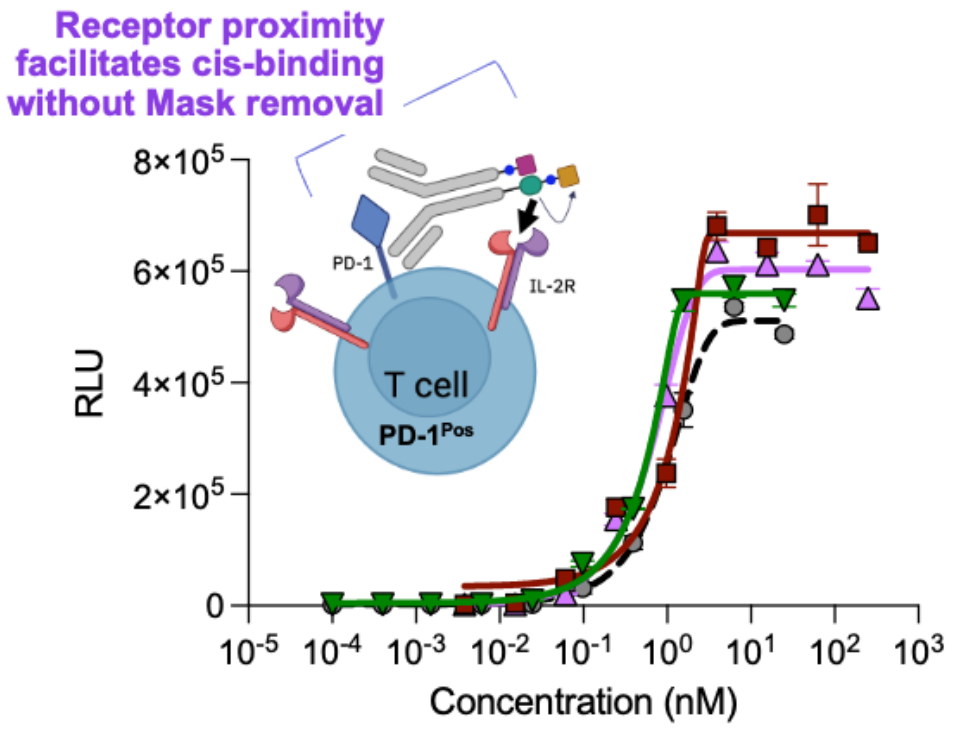 Receptor proximity
facilitates cis-binding
without Mask removal
8×10⁵
6×10⁵
4×10⁵
2×10⁵
0
RLU
PD-1
IL-2R
T cell
PD-1ᴾᵒˢ
10⁻⁵ 10⁻⁴ 10⁻³ 10⁻² 10⁻¹ 10⁰ 10¹ 10² 10³
Concentration (nM)